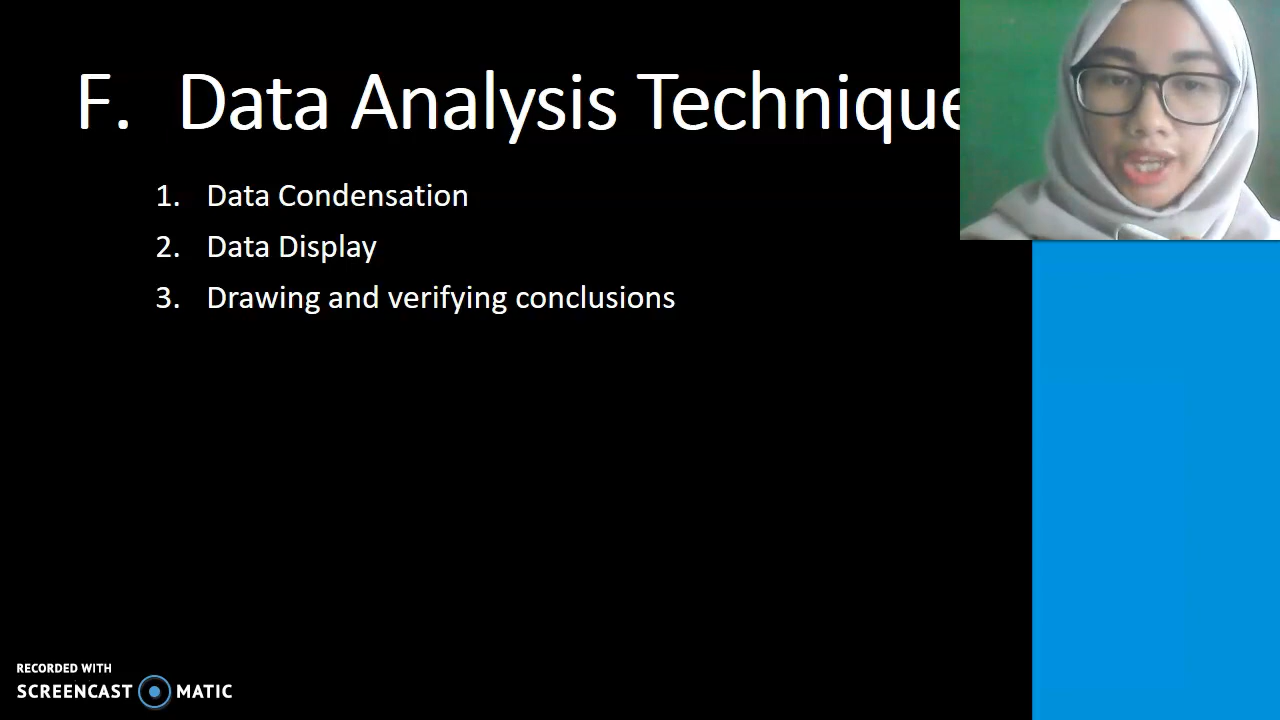 F. Data Analysis Technique
1. Data Condensation
2. Data Display
3. Drawing and verifying conclusions
RECORDED WITH
SCREENCAST MATIC